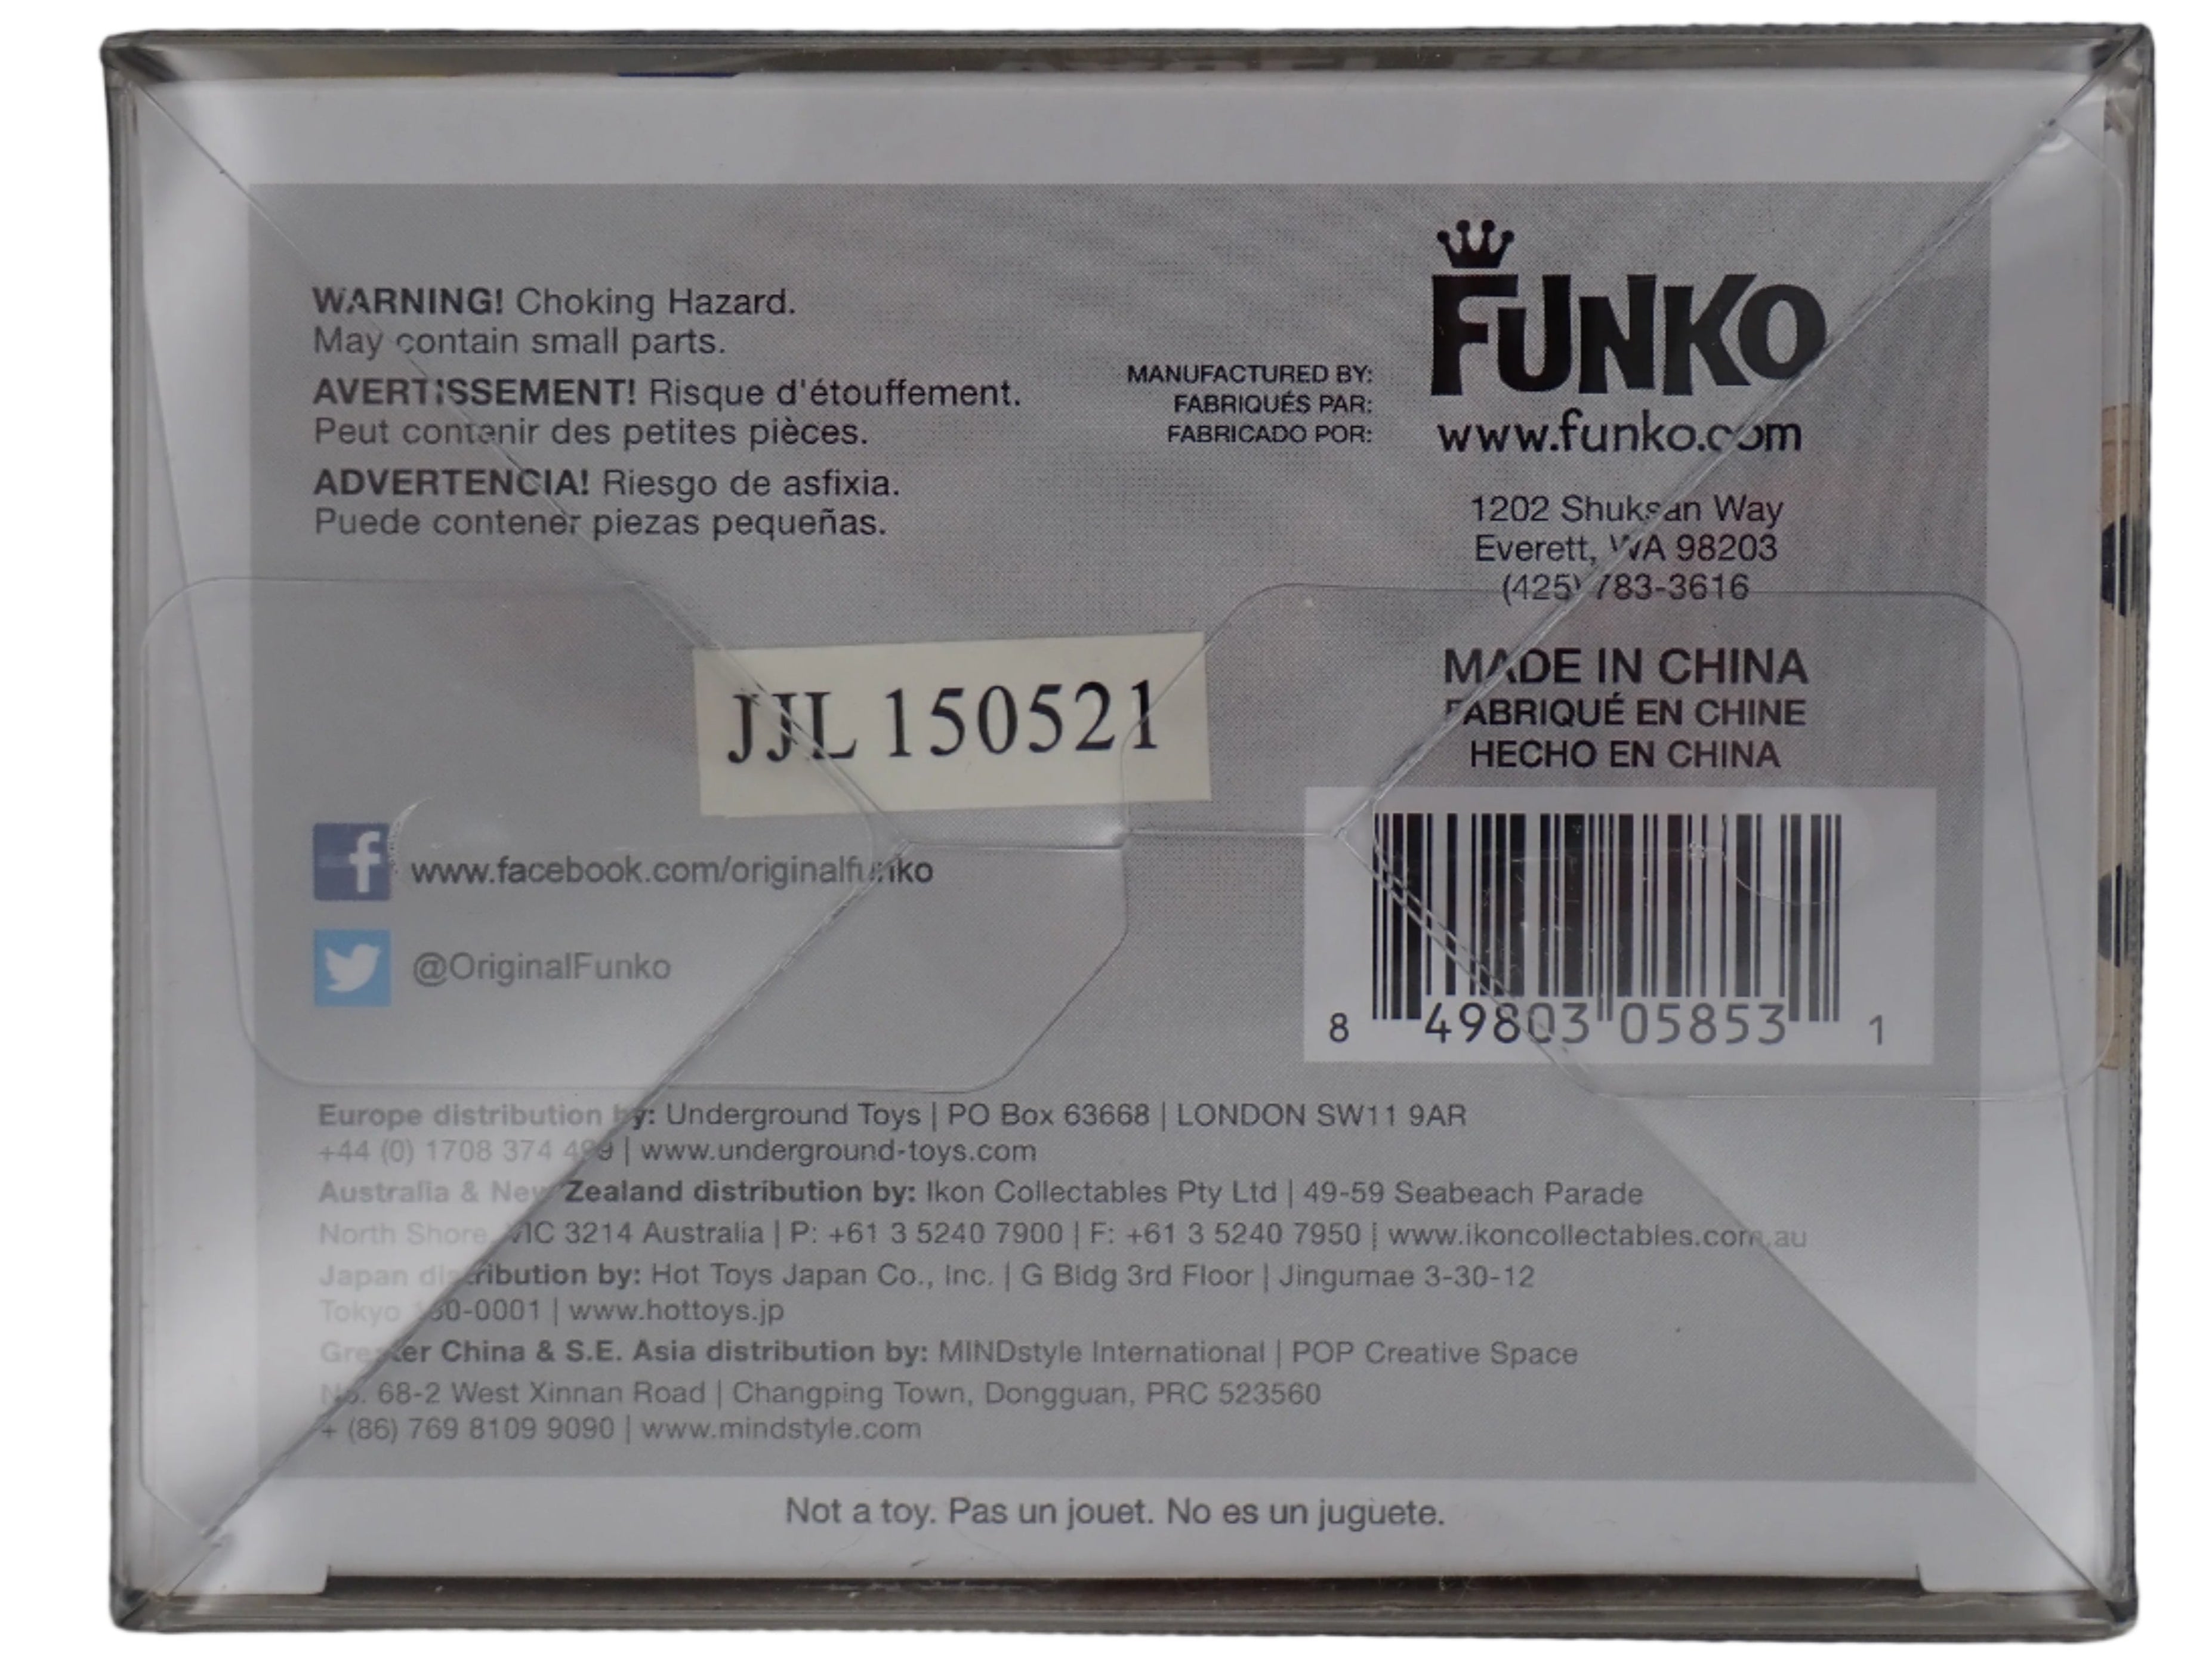 WARNING! Choking Hazard.
May contain small parts.
AVERTISSEMENT! Risque d'étouffement.
Peut contenir des petites pièces.
ADVERTENCIA! Riesgo de asfixia.
Puede contener piezas pequeñas.
MANUFACTURED BY:
FABRIQUÉS PAR:
FABRICADO POR:
FUNKO
www.funko.com
1202 Shuksan Way
Everett, WA 98203
(425) 783-3616
MADE IN CHINA
FABRIQUÉ EN CHINE
HECHO EN CHINA
JJL 150521
f
www.facebook.com/originalfunko
@OriginalFunko
8 49803 05853 1
Europe distribution by: Underground Toys | PO Box 63668 | LONDON SW11 9AR
+44 (0) 1708 374 499 | www.underground-toys.com
Australia & New Zealand distribution by: Ikon Collectables Pty Ltd | 49-59 Seabeach Parade
North Shore, VIC 3214 Australia | P: +61 3 5240 7900 | F: +61 3 5240 7950 | www.ikoncollectables.com.au
Japan distribution by: Hot Toys Japan Co., Inc. | G Bldg 3rd Floor | Jingumae 3-30-12
Tokyo 150-0001 | www.hottoys.jp
Greater China & S.E. Asia distribution by: MINDstyle International | POP Creative Space
No. 68-2 West Xinnan Road | Changping Town, Dongguan, PRC 523560
+ (86) 769 8109 9090 | www.mindstyle.com
Not a toy. Pas un jouet. No es un juguete.